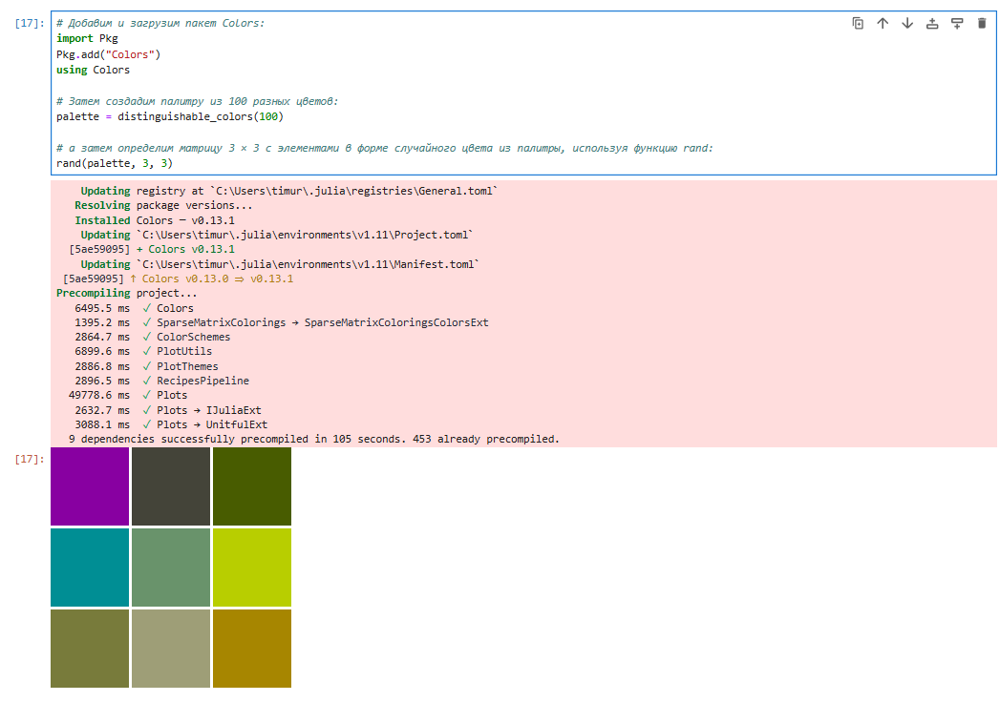 [17]: # Добавим и загрузим пакет Colors:
import Pkg
Pkg.add("Colors")
using Colors
# Затем создадим палитру из 100 разных цветов:
palette = distinguishable_colors(100)
# а затем определим матрицу 3 × 3 с элементами в форме случайного цвета из палитры, используя функцию rand:
rand(palette, 3, 3)
Updating registry at `C:\Users\timur\.julia\registries\General.toml`
Resolving package versions...
Installed Colors ─ v0.13.1
Updating `C:\Users\timur\.julia\environments\v1.11\Project.toml`
[5ae59095] + Colors v0.13.1
Updating `C:\Users\timur\.julia\environments\v1.11\Manifest.toml`
[5ae59095] ↑ Colors v0.13.0 ⇒ v0.13.1
Precompiling project...
6495.5 ms ✓ Colors
1395.2 ms ✓ SparseMatrixColorings → SparseMatrixColoringsColorsExt
2864.7 ms ✓ ColorSchemes
6899.6 ms ✓ PlotUtils
2886.8 ms ✓ PlotThemes
2896.5 ms ✓ RecipesPipeline
49778.6 ms ✓ Plots
2632.7 ms ✓ Plots → IJuliaExt
3088.1 ms ✓ Plots → UnitfulExt
9 dependencies successfully precompiled in 105 seconds. 453 already precompiled.
[17]: